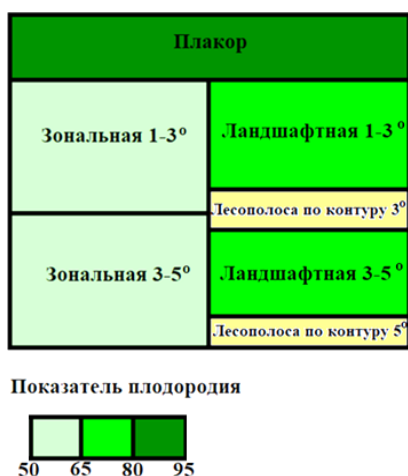 Плакор
Зональная 1-3°
Ландшафтная 1-3°
Лесополоса по контуру 3°
Зональная 3-5°
Ландшафтная 3-5°
Лесополоса по контуру 5°
Показатель плодородия
50 65 80 95